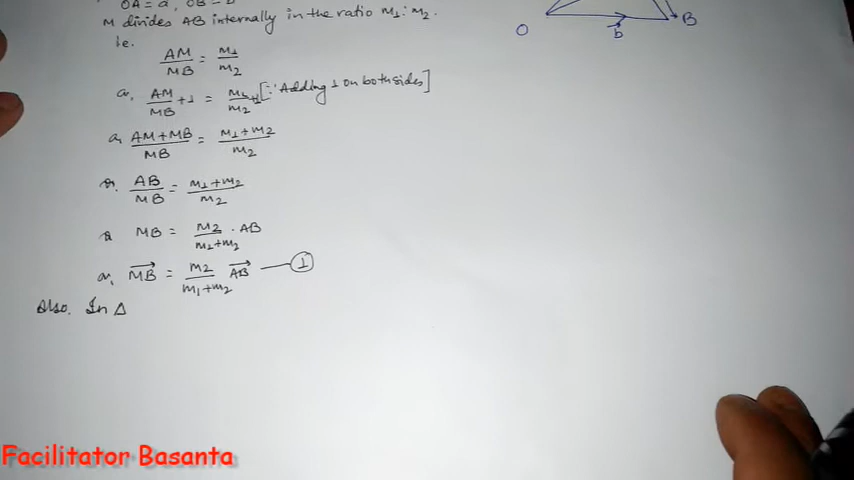 OA = a, OB = b
M divides AB internally in the ratio m₁:m₂.
ie.
AM/MB = m₁/m₂
or, AM/MB + 1 = m₁/m₂ + 1 [∵ Adding 1 on both sides]
or, (AM+MB)/MB = (m₁+m₂)/m₂
or, AB/MB = (m₁+m₂)/m₂
or MB = m₂/(m₁+m₂) · AB
or, →MB = m₂/(m₁+m₂) →AB — ①
Also, In Δ
O
→b
B
Facilitator Basanta